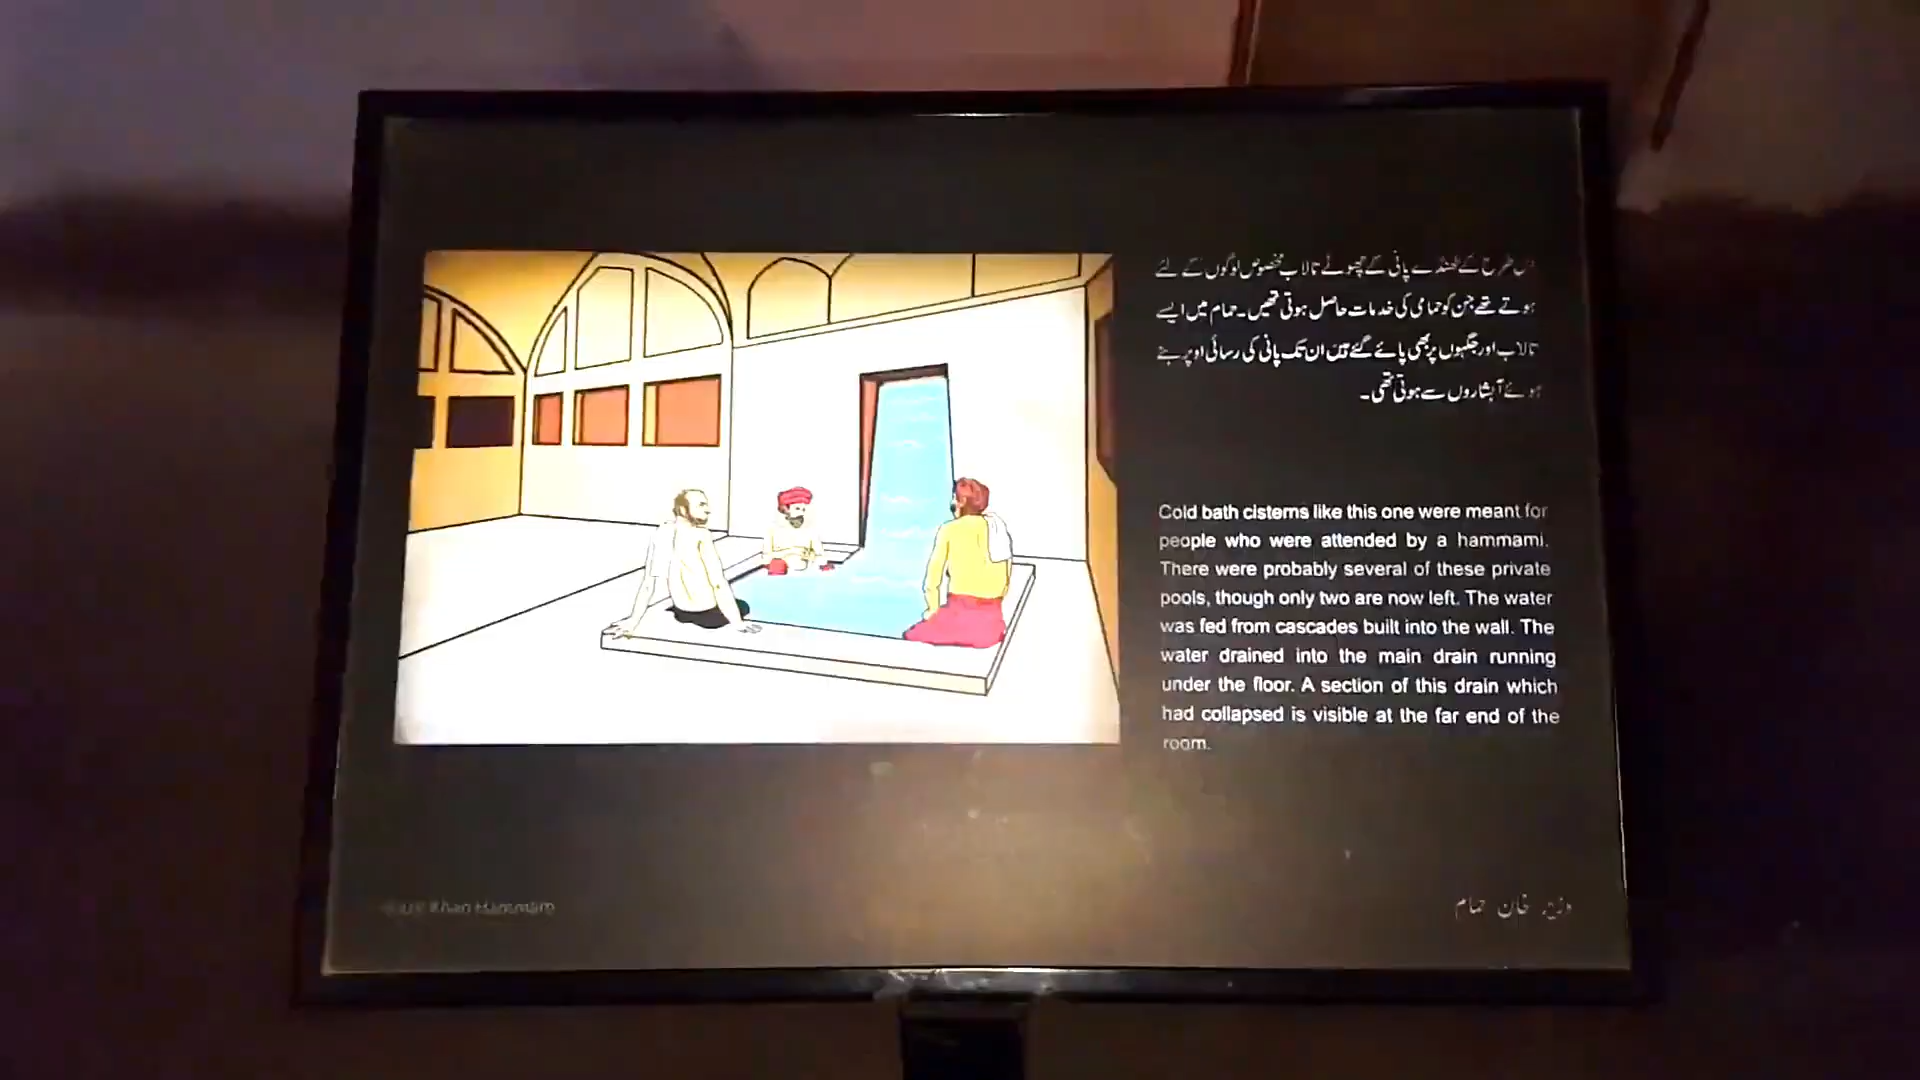 اس طرح کے ٹھنڈے پانی کے چھوٹے تالاب مخصوص لوگوں کے لئے
ہوتے تھے جن کو حمامی کی خدمات حاصل ہوتی تھیں۔ حمام میں ایسے
تالاب اور جگہوں پر بھی پائے گئے ہیں ان تک پانی کی رسائی اوپر بنے
ہوئے آبشاروں سے ہوتی تھی۔
Cold bath cisterns like this one were meant for
people who were attended by a hammami.
There were probably several of these private
pools, though only two are now left. The water
was fed from cascades built into the wall. The
water drained into the main drain running
under the floor. A section of this drain which
had collapsed is visible at the far end of the
room.
Khan Hammam
وزیر خان حمام